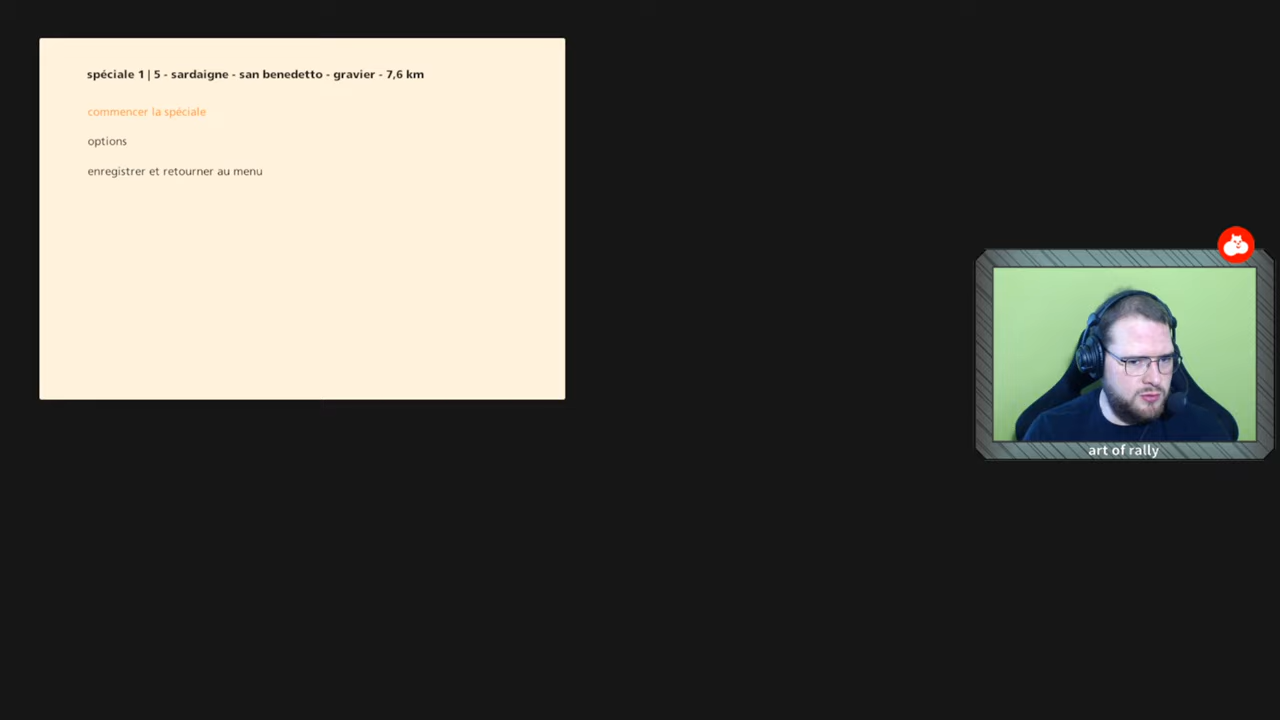 spéciale 1 | 5 - sardaigne - san benedetto - gravier - 7,6 km
commencer la spéciale
options
enregistrer et retourner au menu
art of rally